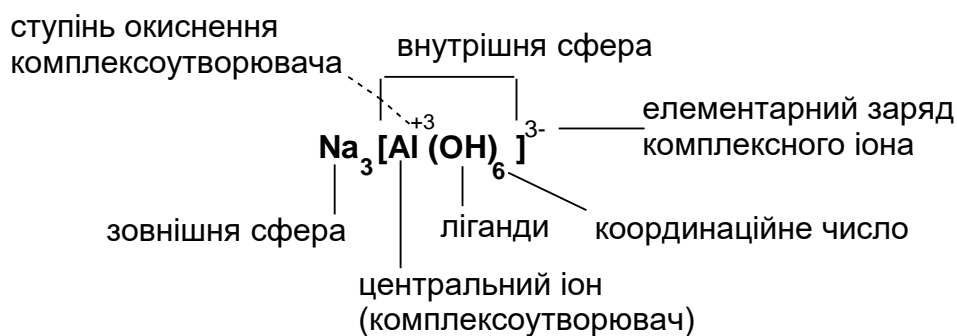 ступінь окиснення
комплексоутворювача
внутрішня сфера
елементарний заряд
комплексного іона
Na3[Al+3(OH)6]3-
зовнішня сфера
ліганди
координаційне число
центральний іон
(комплексоутворювач)